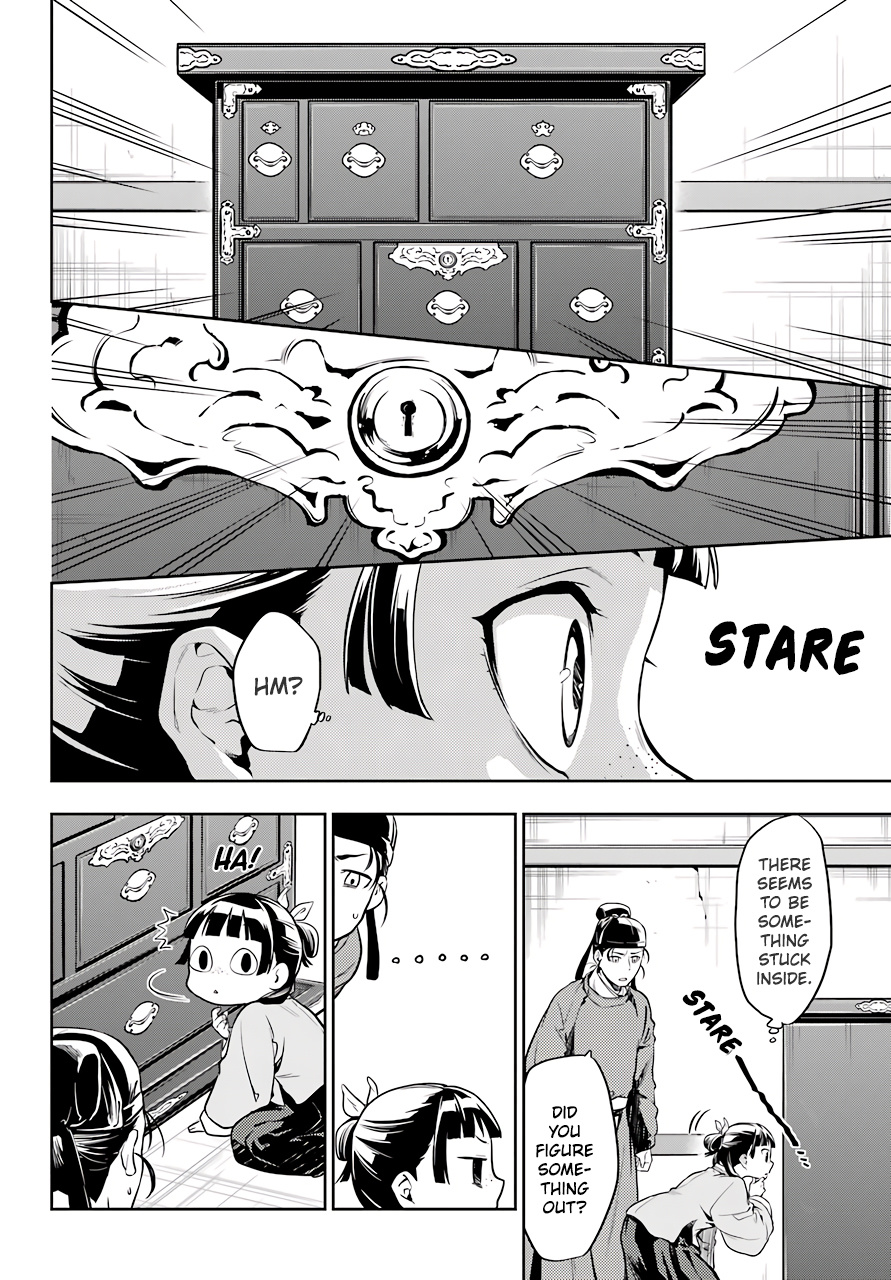 STARE
HM?
THERE
SEEMS
TO BE
SOME-
THING
STUCK
INSIDE.
STARE
DID
YOU
FIGURE
SOME-
THING
OUT?
......
HA!